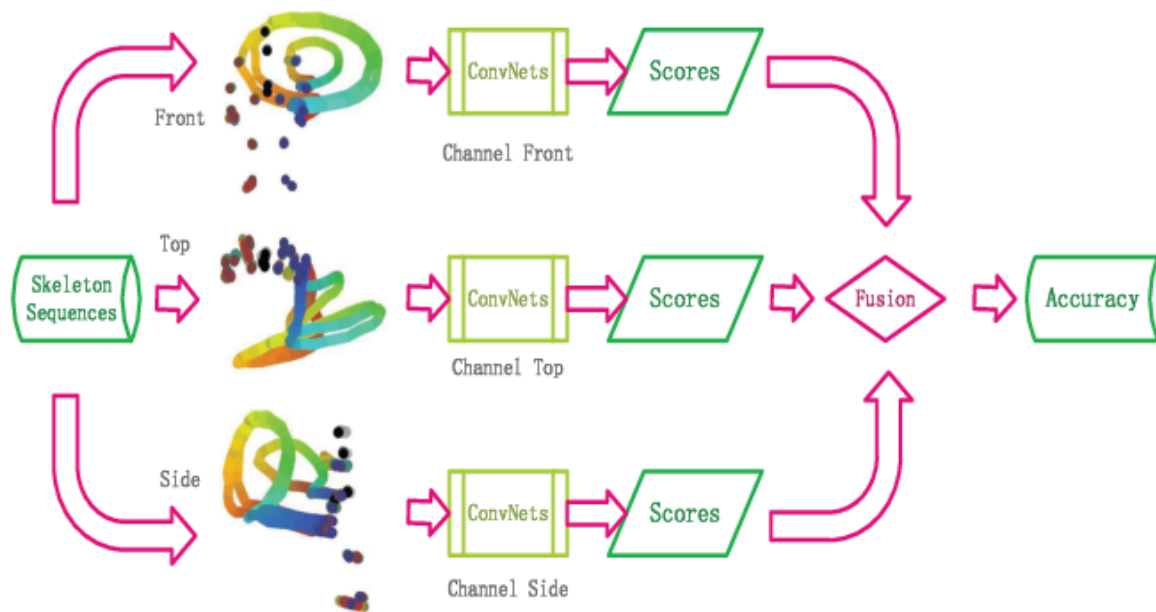 Front
ConvNets
Scores
Channel Front
Top
Skeleton
Sequences
ConvNets
Scores
Fusion
Accuracy
Channel Top
Side
ConvNets
Scores
Channel Side